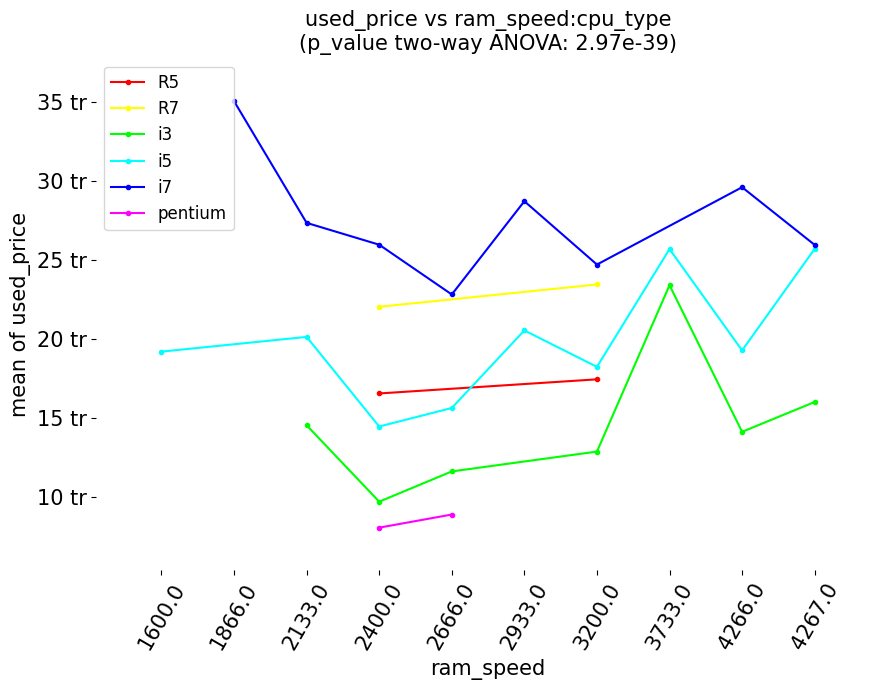 used_price vs ram_speed:cpu_type
(p_value two-way ANOVA: 2.97e-39)
R5
R7
i3
i5
i7
pentium
35 tr
30 tr
25 tr
20 tr
15 tr
10 tr
mean of used_price
1600.0
1866.0
2133.0
2400.0
2666.0
2933.0
3200.0
3733.0
4266.0
4267.0
ram_speed